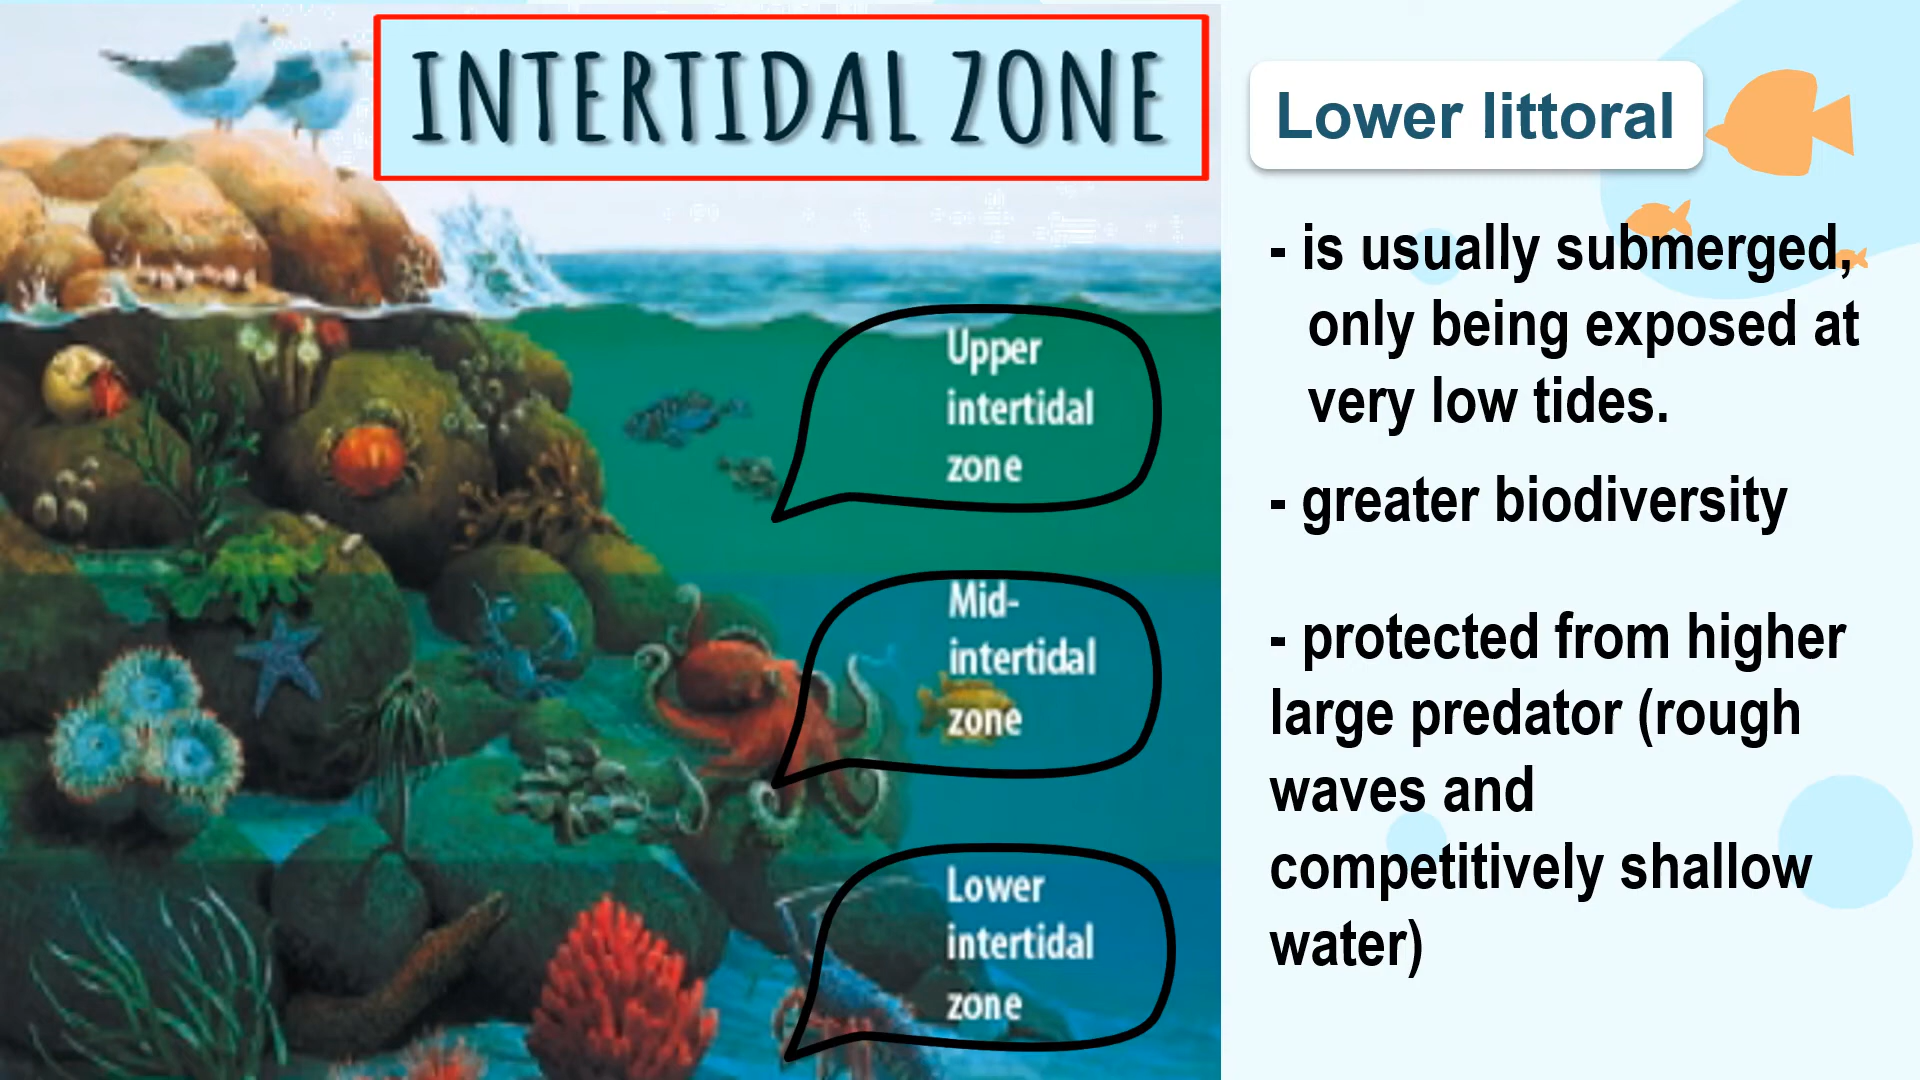 INTERTIDAL ZONE
Upper
intertidal
zone
Mid-
intertidal
zone
Lower
intertidal
zone
Lower littoral
- is usually submerged,
only being exposed at
very low tides.
- greater biodiversity
- protected from higher
large predator (rough
waves and
competitively shallow
water)